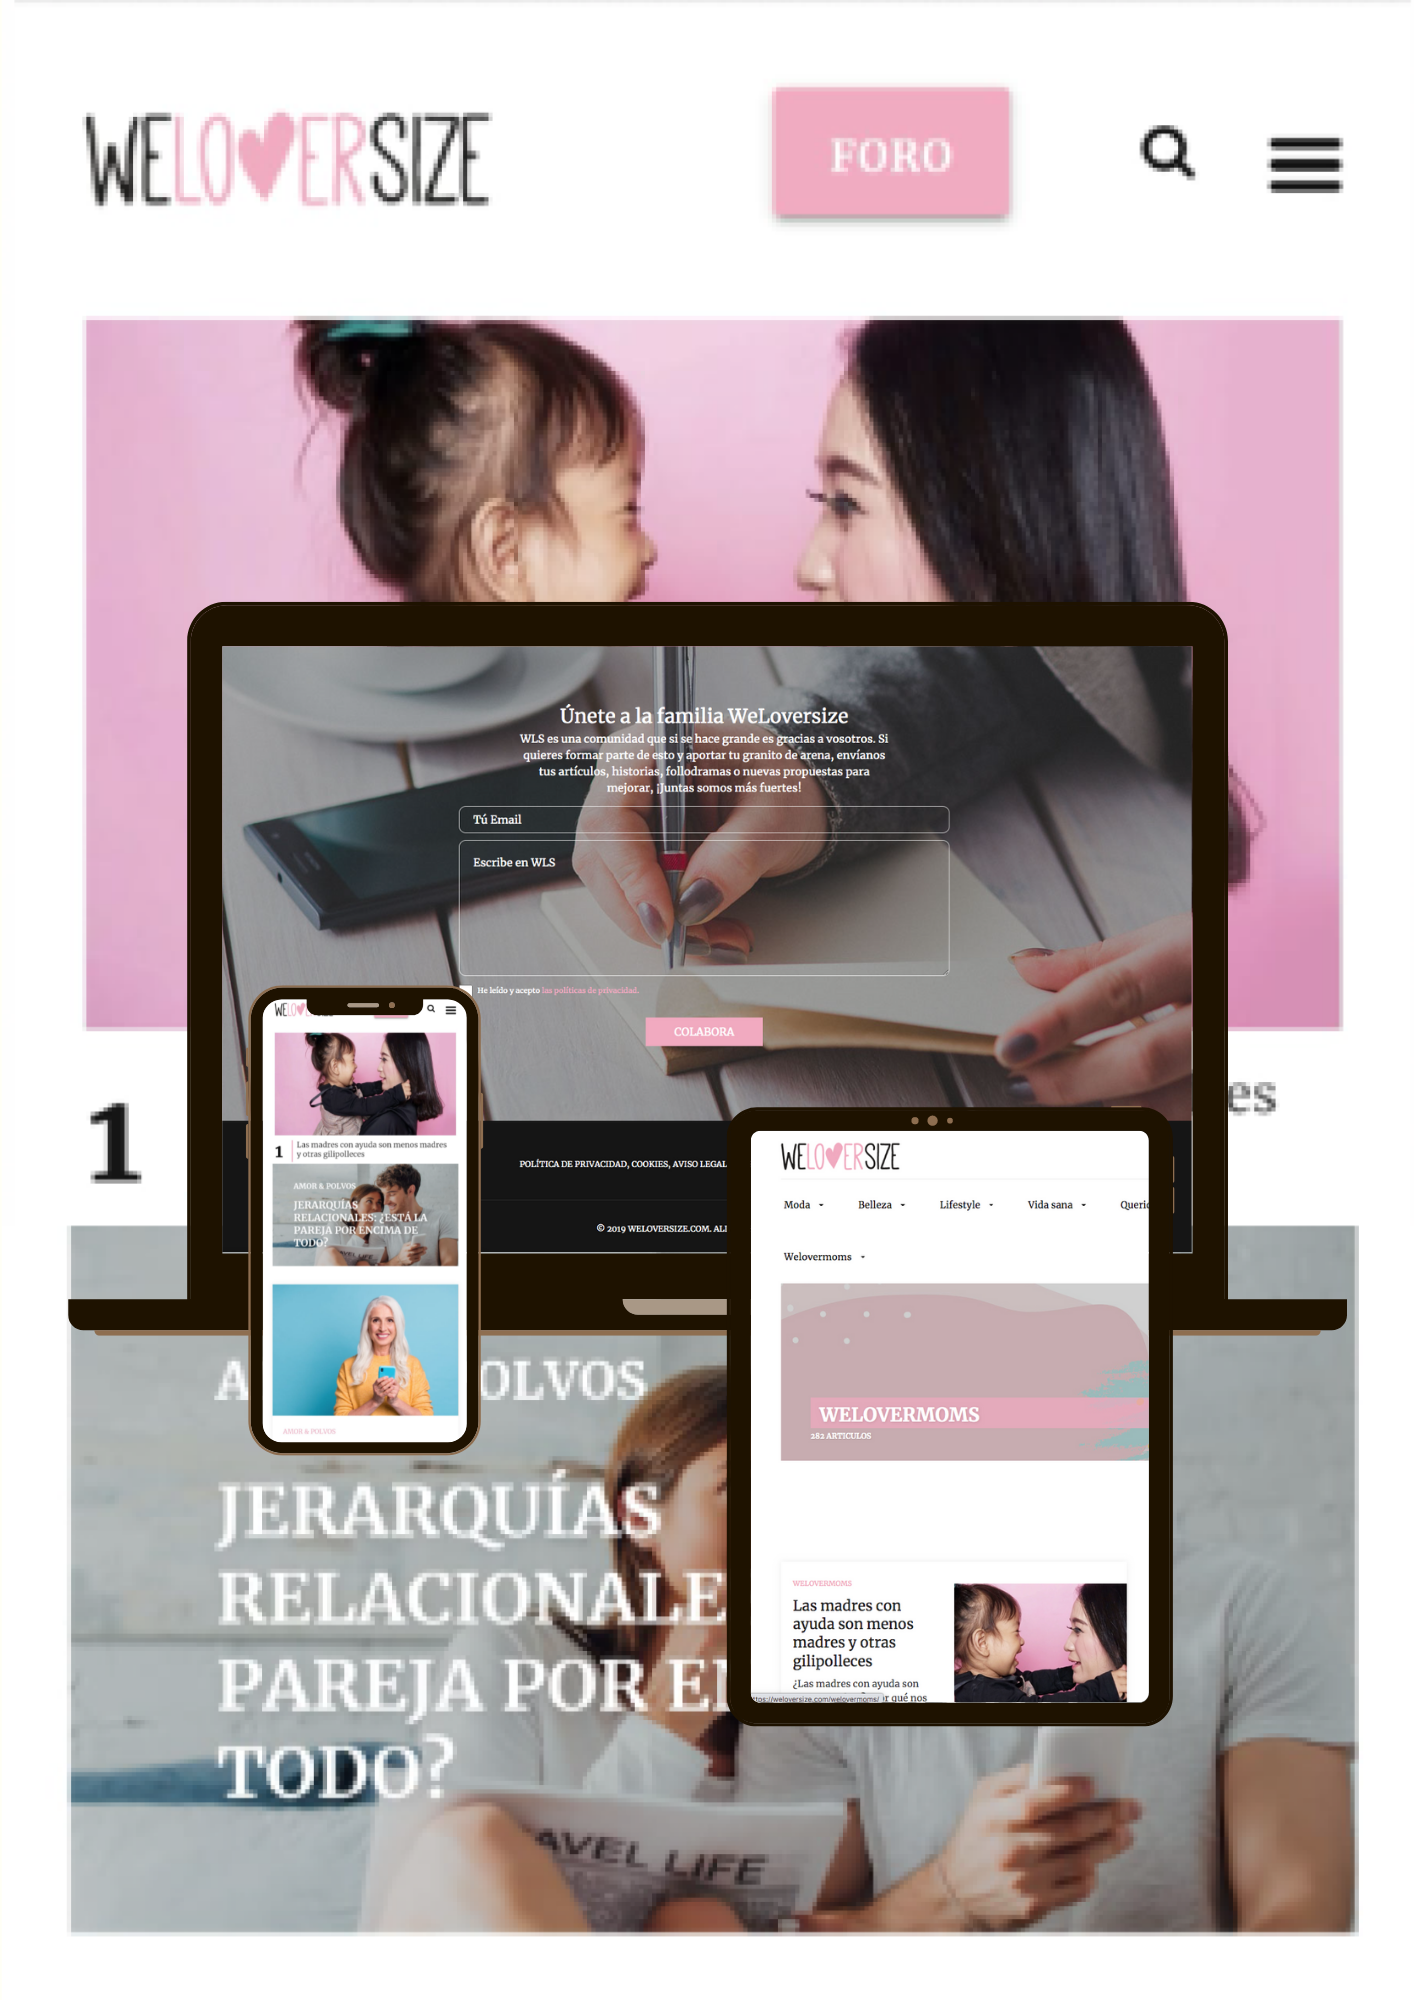 WELOVERSIZE
FORO
Únete a la familia WeLoversize
WLS es una comunidad que si se hace grande es gracias a vosotros. Si
quieres formar parte de esto y aportar tu granito de arena, envíanos
tus artículos, historias, follodramas o nuevas propuestas para
mejorar, ¡Juntas somos más fuertes!
Tú Email
Escribe en WLS
He leído y acepto las políticas de privacidad.
COLABORA
POLÍTICA DE PRIVACIDAD, COOKIES, AVISO LEGAL
© 2019 WELOVERSIZE.COM.
1
es
1
Las madres con ayuda son menos madres
y otras gilipolleces
AMOR & POLVOS
JERARQUÍAS
RELACIONALES: ¿ESTÁ LA
PAREJA POR ENCIMA DE
TODO?
AMOR & POLVOS
WELOVERSIZE
Moda Belleza Lifestyle Vida sana
Welovermoms
WELOVERMOMS
282 ARTICULOS
WELOVERMOMS
Las madres con
ayuda son menos
madres y otras
gilipolleces
¿Las madres con ayuda son
r qué nos
ttps://weloversize.com/welovermoms/
A OLVOS
JERARQUÍAS
RELACIONALE
PAREJA POR EN
TODO?
AVEL LIFE